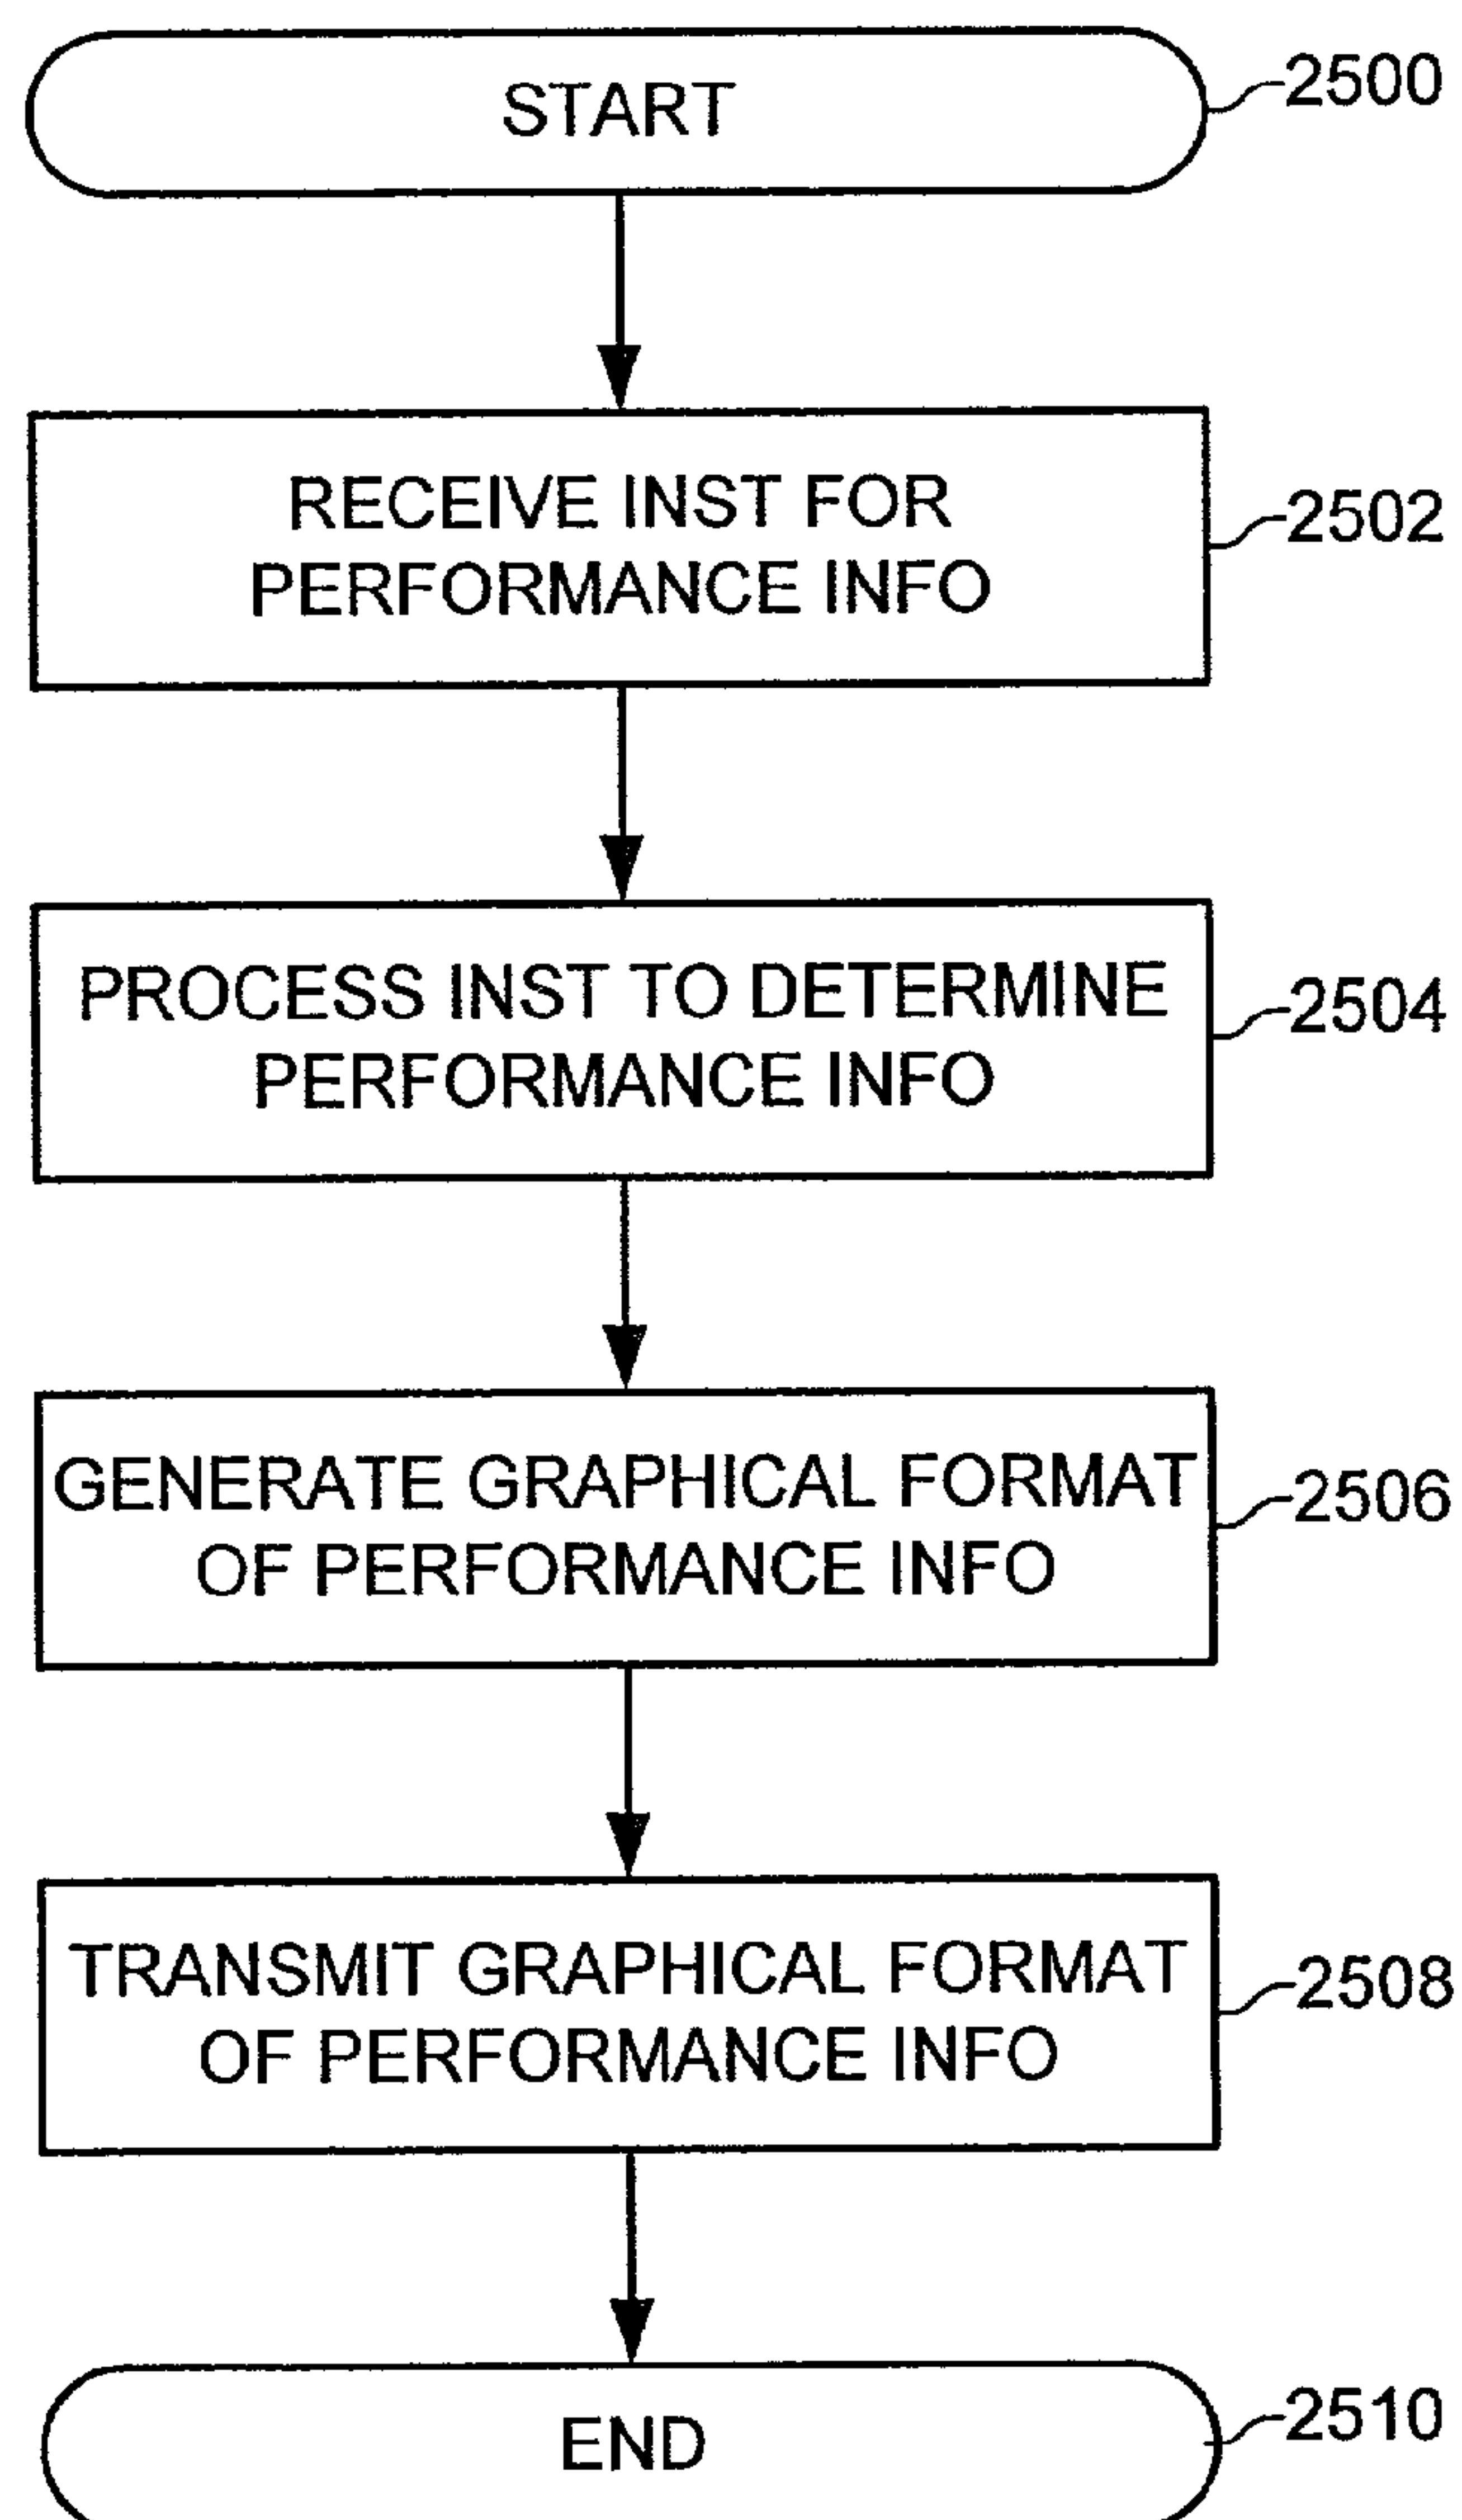 START
2500
RECEIVE INST FOR
PERFORMANCE INFO
2502
PROCESS INST TO DETERMINE
PERFORMANCE INFO
2504
GENERATE GRAPHICAL FORMAT
OF PERFORMANCE INFO
2506
TRANSMIT GRAPHICAL FORMAT
OF PERFORMANCE INFO
2508
END
2510